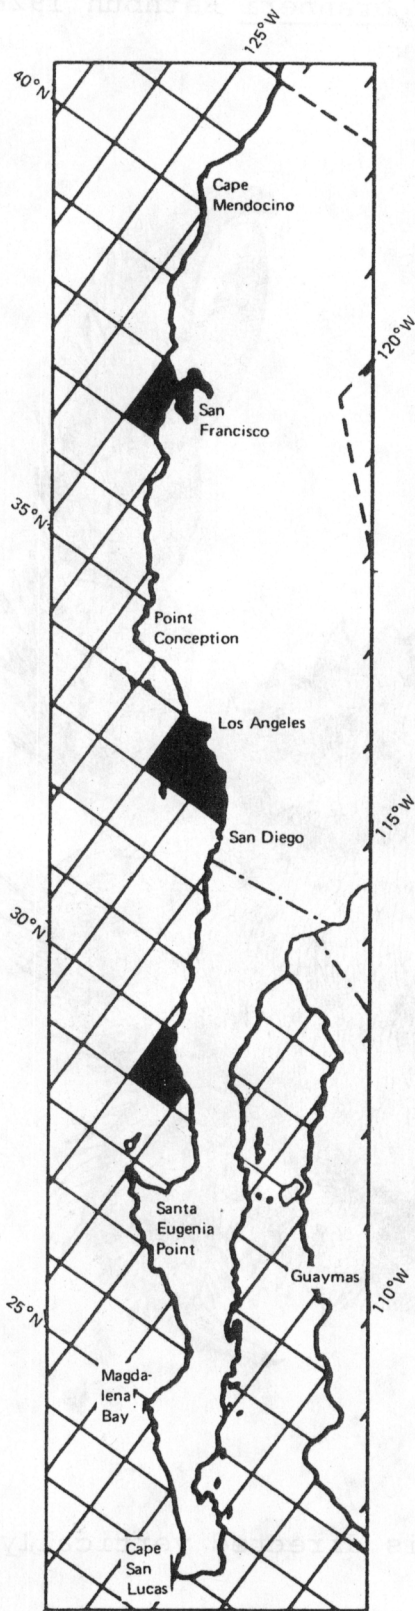 125°W
40°N
Cape
Mendocino
120°W
San
Francisco
35°N
Point
Conception
Los Angeles
115°W
San Diego
30°N
Santa
Eugenia
Point
Guaymas
110°W
25°N
Magda-
lena
Bay
Cape
San
Lucas